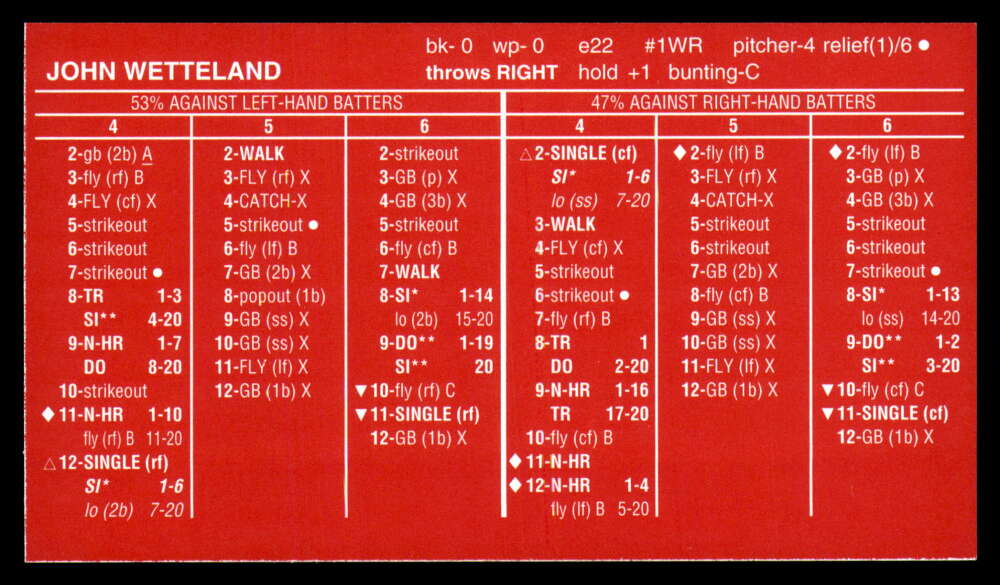 bk- 0 wp- 0 e22 #1WR pitcher-4 relief(1)/6 ●
JOHN WETTELAND throws RIGHT hold +1 bunting-C
53% AGAINST LEFT-HAND BATTERS
4
2-gb (2b) A
3-fly (rf) B
4-FLY (cf) X
5-strikeout
6-strikeout
7-strikeout ●
8-TR 1-3
SI** 4-20
9-N-HR 1-7
DO 8-20
10-strikeout
◆11-N-HR 1-10
fly (rf) B 11-20
△12-SINGLE (rf)
SI* 1-6
lo (2b) 7-20
5
2-WALK
3-FLY (rf) X
4-CATCH-X
5-strikeout ●
6-fly (lf) B
7-GB (2b) X
8-popout (1b)
9-GB (ss) X
10-GB (ss) X
11-FLY (lf) X
12-GB (1b) X
6
2-strikeout
3-GB (p) X
4-GB (3b) X
5-strikeout
6-fly (cf) B
7-WALK
8-SI* 1-14
lo (2b) 15-20
9-DO** 1-19
SI** 20
▼10-fly (rf) C
▼11-SINGLE (rf)
12-GB (1b) X
47% AGAINST RIGHT-HAND BATTERS
4
△2-SINGLE (cf)
SI* 1-6
lo (ss) 7-20
3-WALK
4-FLY (cf) X
5-strikeout
6-strikeout ●
7-fly (rf) B
8-TR 1
DO 2-20
9-N-HR 1-16
TR 17-20
10-fly (cf) B
◆11-N-HR
◆12-N-HR 1-4
fly (lf) B 5-20
5
◆2-fly (lf) B
3-FLY (rf) X
4-CATCH-X
5-strikeout
6-strikeout
7-GB (2b) X
8-fly (cf) B
9-GB (ss) X
10-GB (ss) X
11-FLY (lf) X
12-GB (1b) X
6
◆2-fly (lf) B
3-GB (p) X
4-GB (3b) X
5-strikeout
6-strikeout
7-strikeout ●
8-SI* 1-13
lo (ss) 14-20
9-DO** 1-2
SI** 3-20
▼10-fly (cf) C
▼11-SINGLE (cf)
12-GB (1b) X